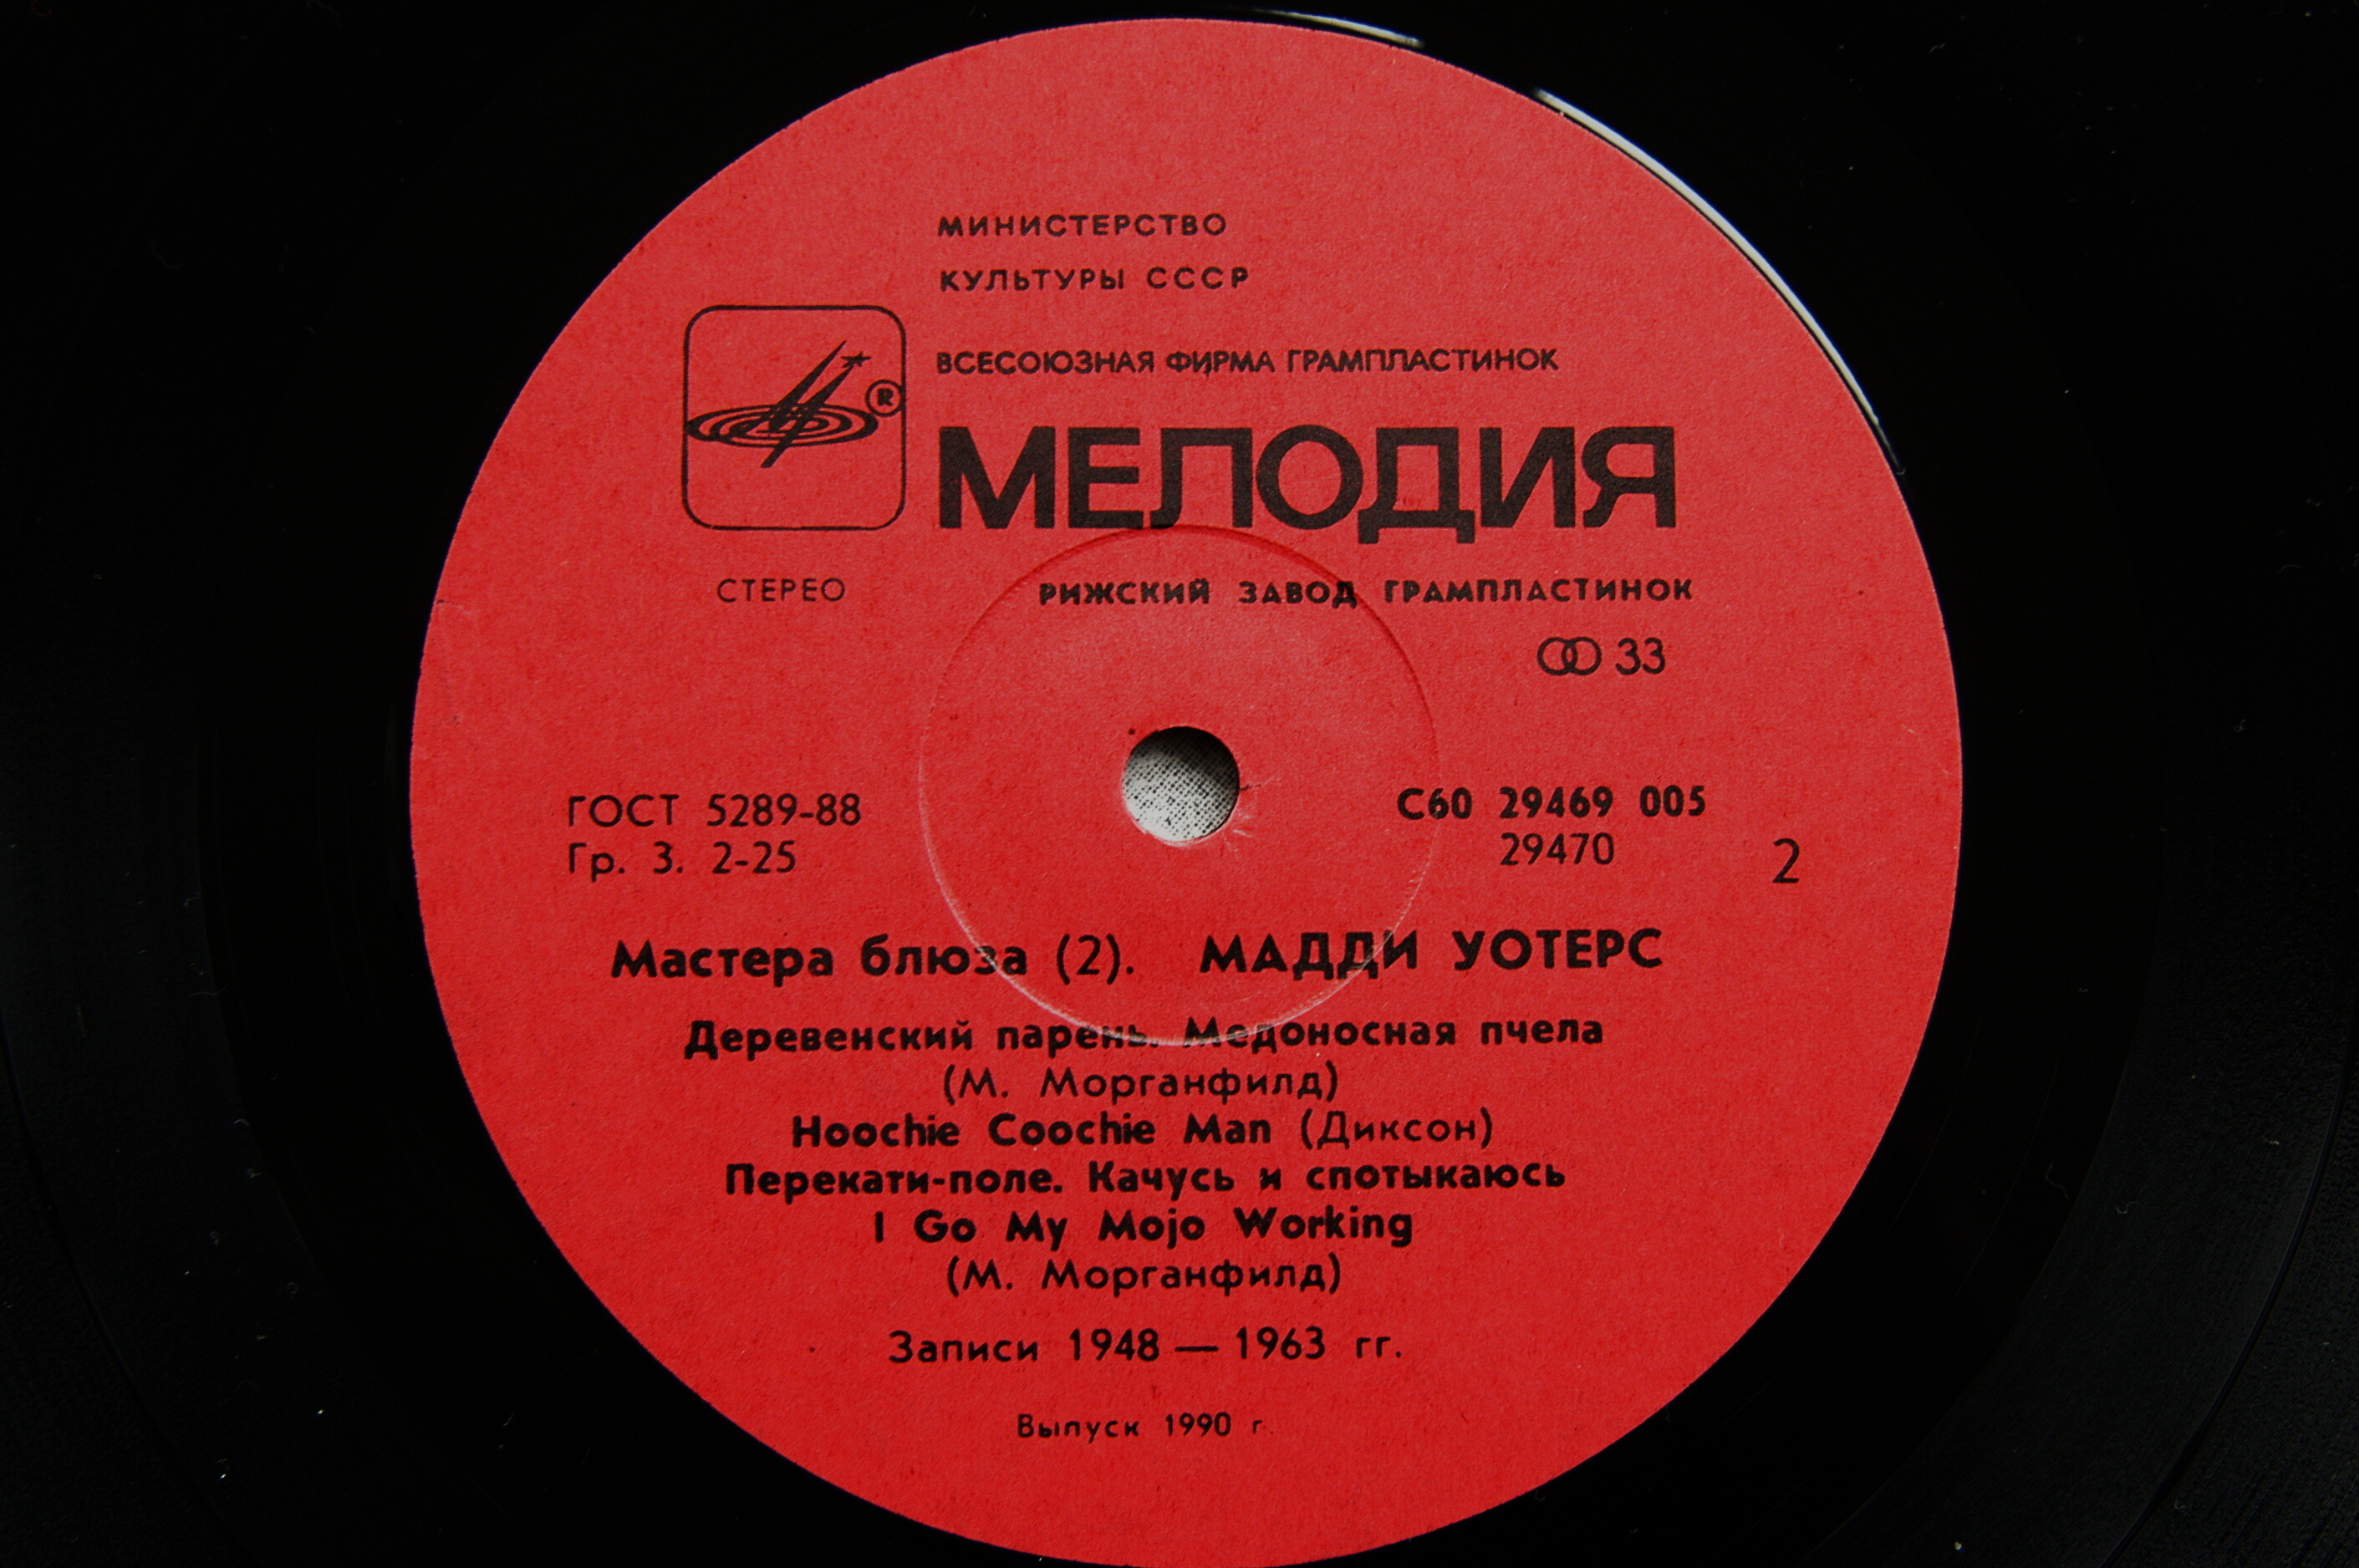 МИНИСТЕРСТВО
КУЛЬТУРЫ СССР
ВСЕСОЮЗНАЯ ФИРМА ГРАМПЛАСТИНОК
®
МЕЛОДИЯ
СТЕРЕО
РИЖСКИЙ ЗАВОД ГРАМПЛАСТИНОК
33
ГОСТ 5289-88
Гр. 3. 2-25
С60 29469 005
29470
2
Мастера блюза (2). МАДДИ УОТЕРС
Деревенский парень. Медоносная пчела
(М. Морганфилд)
Hoochie Coochie Man (Диксон)
Перекати-поле. Качусь и спотыкаюсь
I Go My Mojo Working
(М. Морганфилд)
Записи 1948 — 1963 гг.
Выпуск 1990 г.